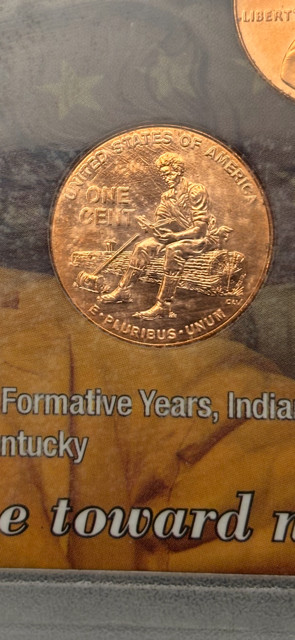 LIBERTY
UNITED STATES OF AMERICA
ONE
CENT
E·PLURIBUS·UNUM
Formative Years, India
ntucky
e toward n